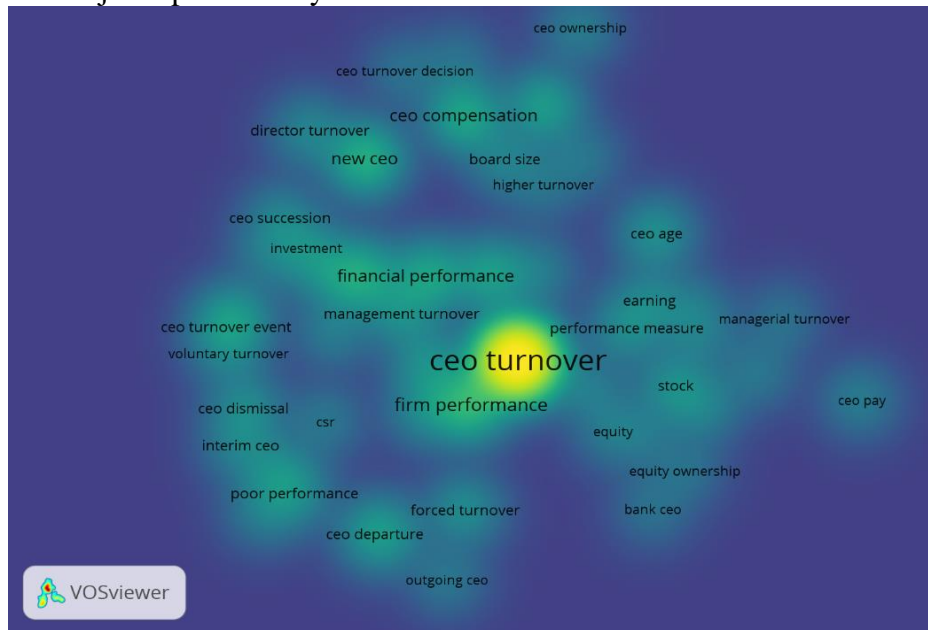 ceo ownership
ceo turnover decision
ceo compensation
director turnover
new ceo
board size
higher turnover
ceo succession
ceo age
investment
financial performance
earning
management turnover
managerial turnover
ceo turnover event
performance measure
voluntary turnover
ceo turnover
stock
ceo pay
ceo dismissal
firm performance
csr
equity
interim ceo
equity ownership
poor performance
forced turnover
bank ceo
ceo departure
outgoing ceo
VOSviewer